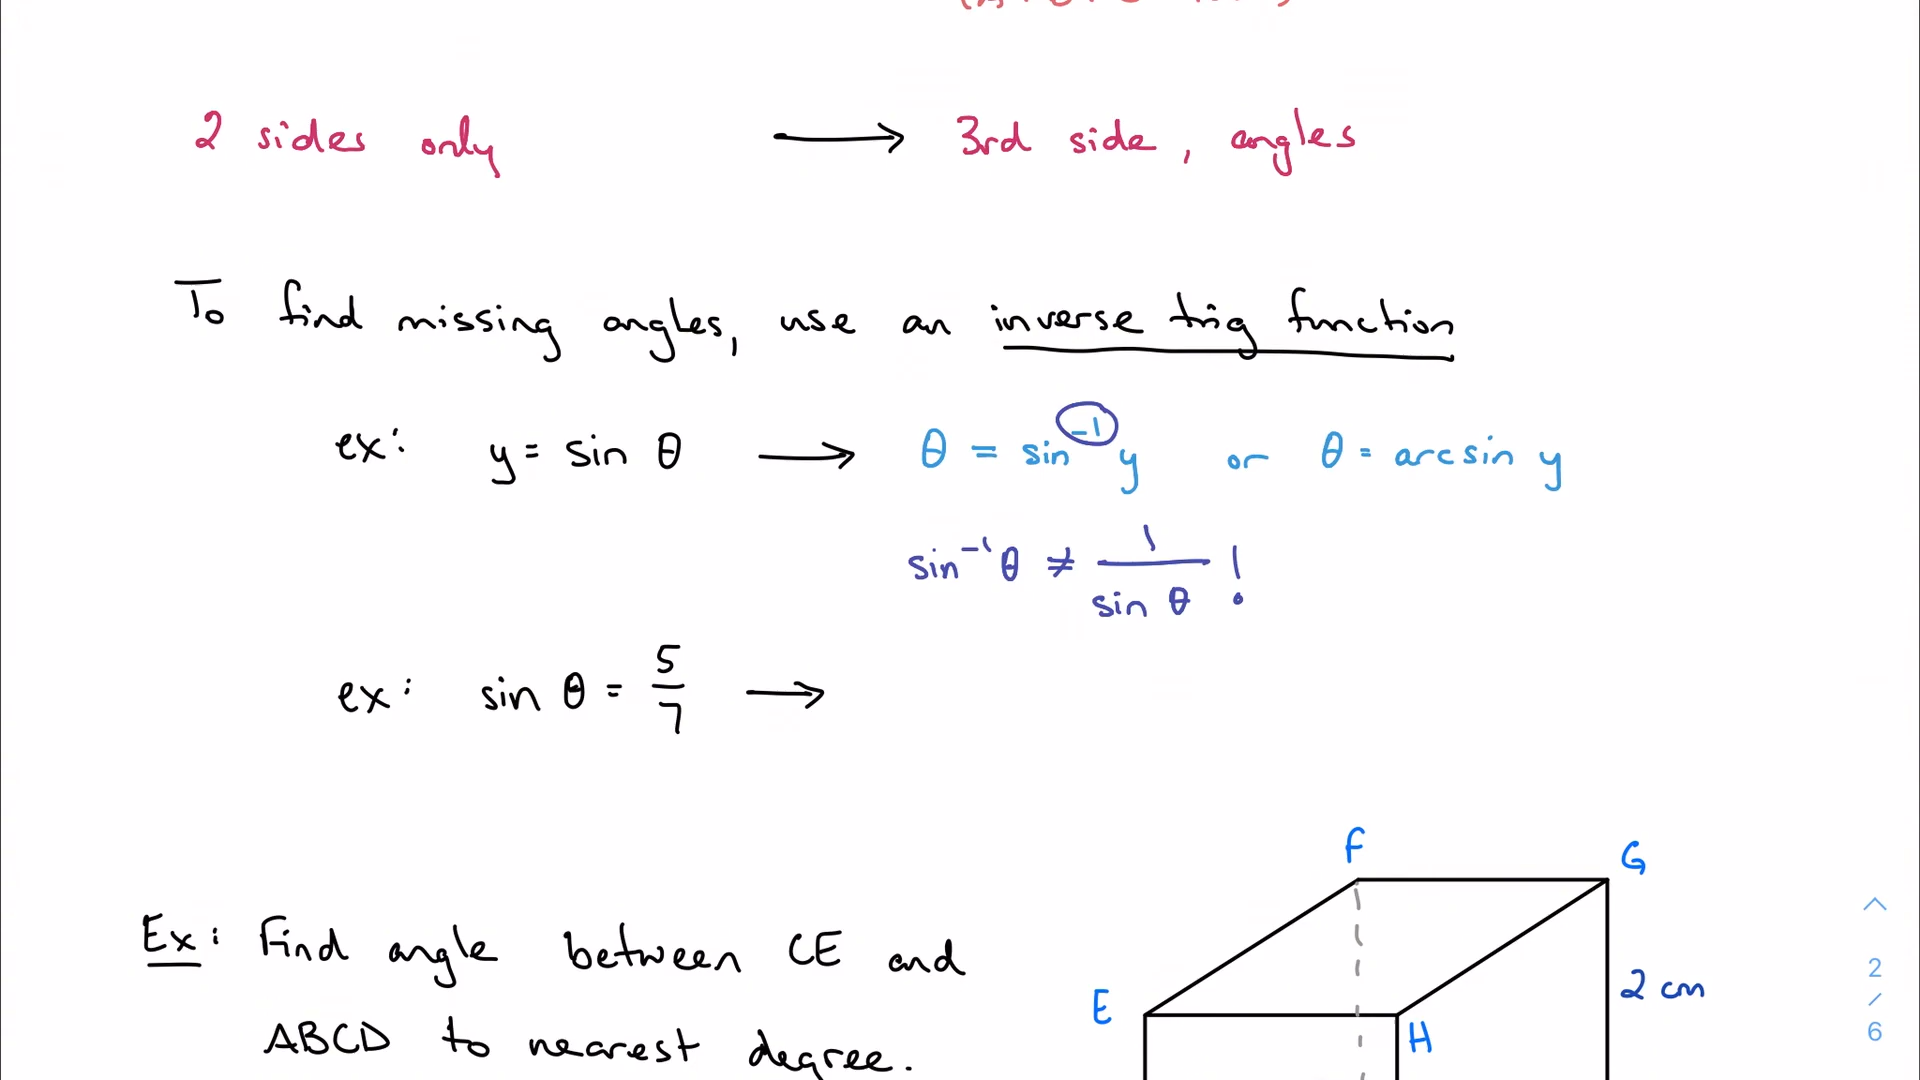 2 sides only → 3rd side, angles
To find missing angles, use an inverse trig function
ex: y = sin θ → θ = sin⁻¹ y or θ = arcsin y
sin⁻¹ θ ≠ 1/sin θ !
ex: sin θ = 5/7 →
F
G
Ex: Find angle between CE and
2 cm
E
H
ABCD to nearest degree.
2
/
6